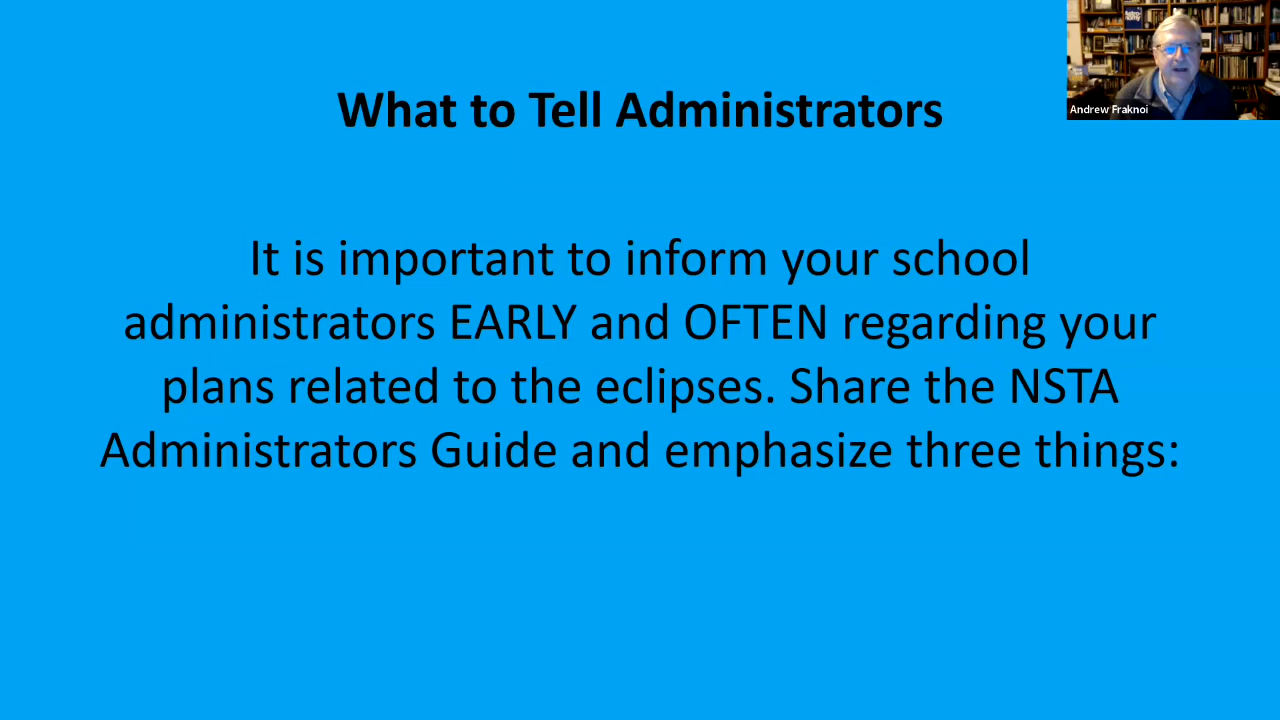 Andrew Fraknoi
What to Tell Administrators
It is important to inform your school
administrators EARLY and OFTEN regarding your
plans related to the eclipses. Share the NSTA
Administrators Guide and emphasize three things: